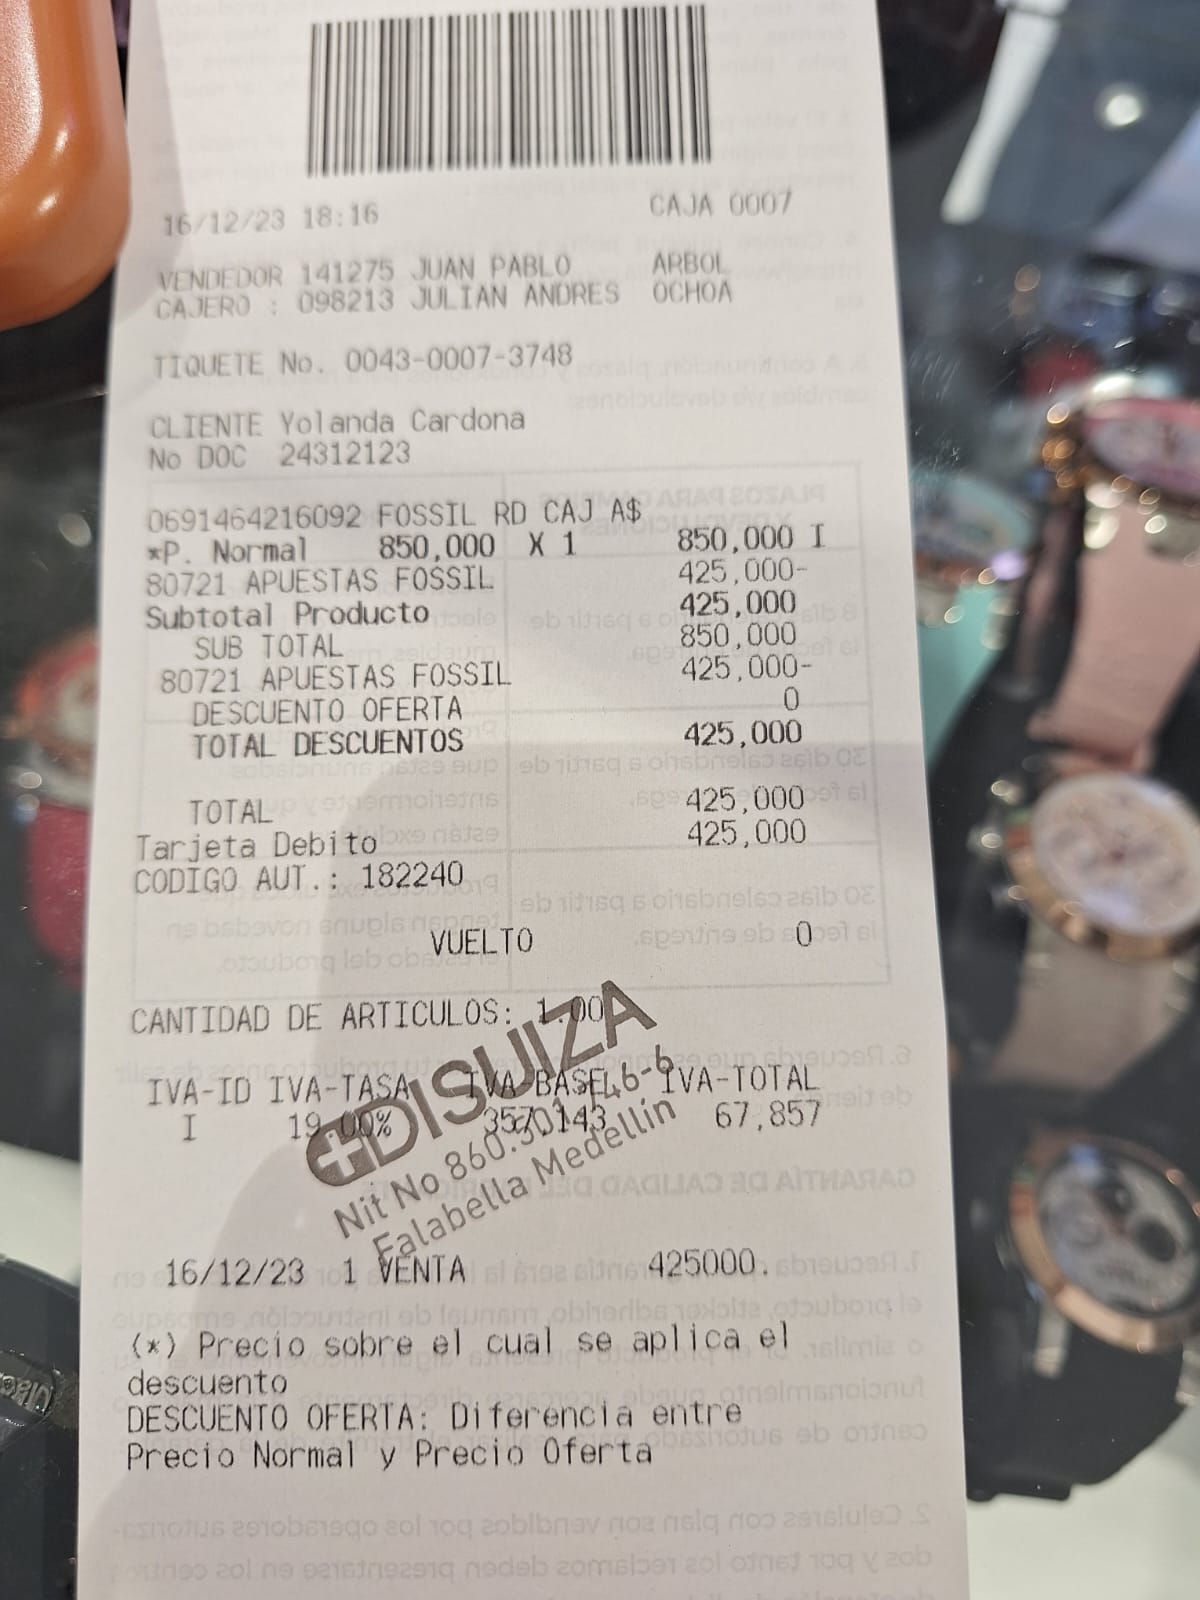 16/12/23 18:16 CAJA 0007
VENDEDOR 141275 JUAN PABLO ARBOL
CAJERO : 098213 JULIAN ANDRES OCHOA
TIQUETE No. 0043-0007-3748
CLIENTE Yolanda Cardona
No DOC 24312123
0691464216092 FOSSIL RD CAJ A$
*P. Normal 850,000 X 1 850,000 I
80721 APUESTAS FOSSIL 425,000-
Subtotal Producto 425,000
SUB TOTAL 850,000
80721 APUESTAS FOSSIL 425,000-
DESCUENTO OFERTA 0
TOTAL DESCUENTOS 425,000
TOTAL 425,000
Tarjeta Debito 425,000
CODIGO AUT.: 182240
VUELTO 0
CANTIDAD DE ARTICULOS: 1.00
IVA-ID IVA-TASA IVA-BASE IVA-TOTAL
I 19.00% 357,143 67,857
DISUIZA
Nit No
Falabella Medellín
16/12/23 1 VENTA 425000.
(*) Precio sobre el cual se aplica el
descuento
DESCUENTO OFERTA: Diferencia entre
Precio Normal y Precio Oferta